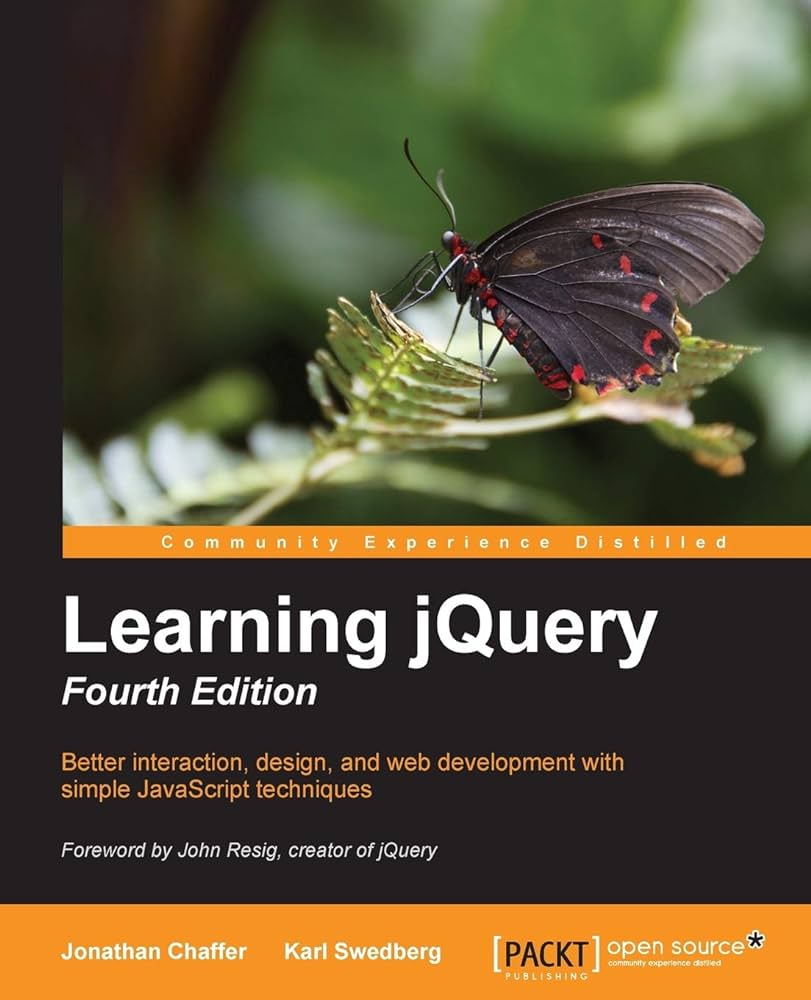 Community Experience Distilled
Learning jQuery
Fourth Edition
Better interaction, design, and web development with
simple JavaScript techniques
Foreword by John Resig, creator of jQuery
Jonathan Chaffer Karl Swedberg
[PACKT] open source*
PUBLISHING community experience distilled